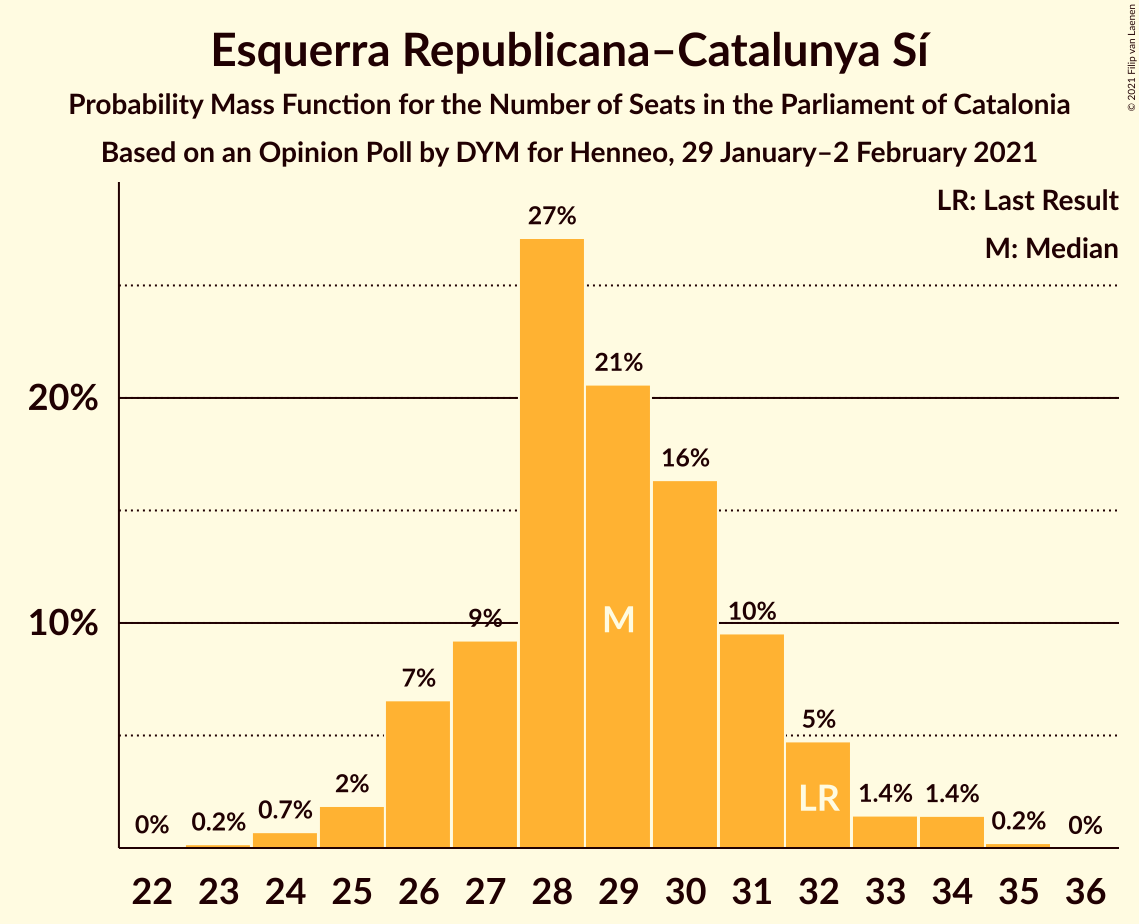 Esquerra Republicana–Catalunya Sí
Probability Mass Function for the Number of Seats in the Parliament of Catalonia
Based on an Opinion Poll by DYM for Henneo, 29 January–2 February 2021
© 2021 Filip van Laenen
LR: Last Result
M: Median
27%
21%
20%
16%
10%
9%
M
10%
7%
5%
2%
LR
0%
0.2%
0.7%
1.4%
1.4%
0.2%
0%
22 23 24 25 26 27 28 29 30 31 32 33 34 35 36